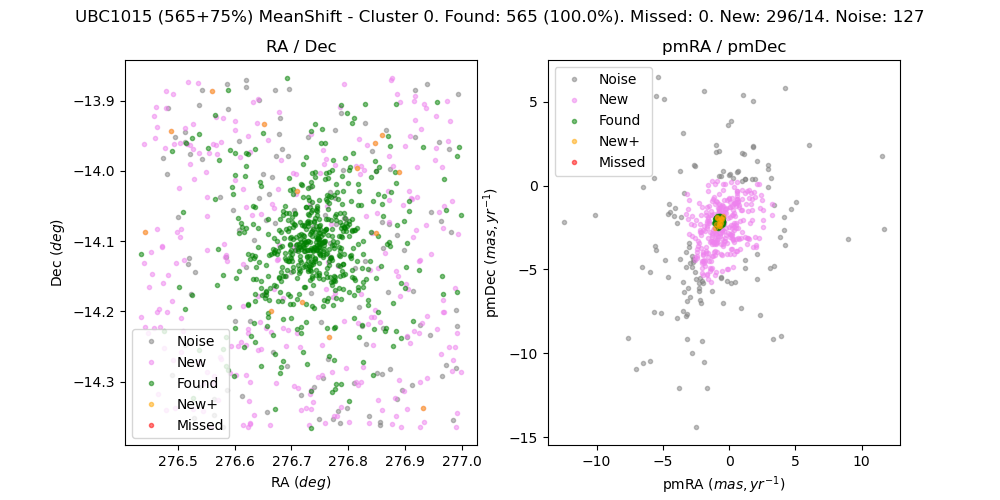 UBC1015 (565+75%) MeanShift - Cluster 0. Found: 565 (100.0%). Missed: 0. New: 296/14. Noise: 127
RA / Dec
−13.9
−14.0
−14.1
−14.2
−14.3
Dec (deg)
Noise
New
Found
New+
Missed
276.5 276.6 276.7 276.8 276.9 277.0
RA (deg)
pmRA / pmDec
5
0
−5
−10
−15
pmDec (mas, yr⁻¹)
Noise
New
Found
New+
Missed
−10 −5 0 5 10
pmRA (mas, yr⁻¹)